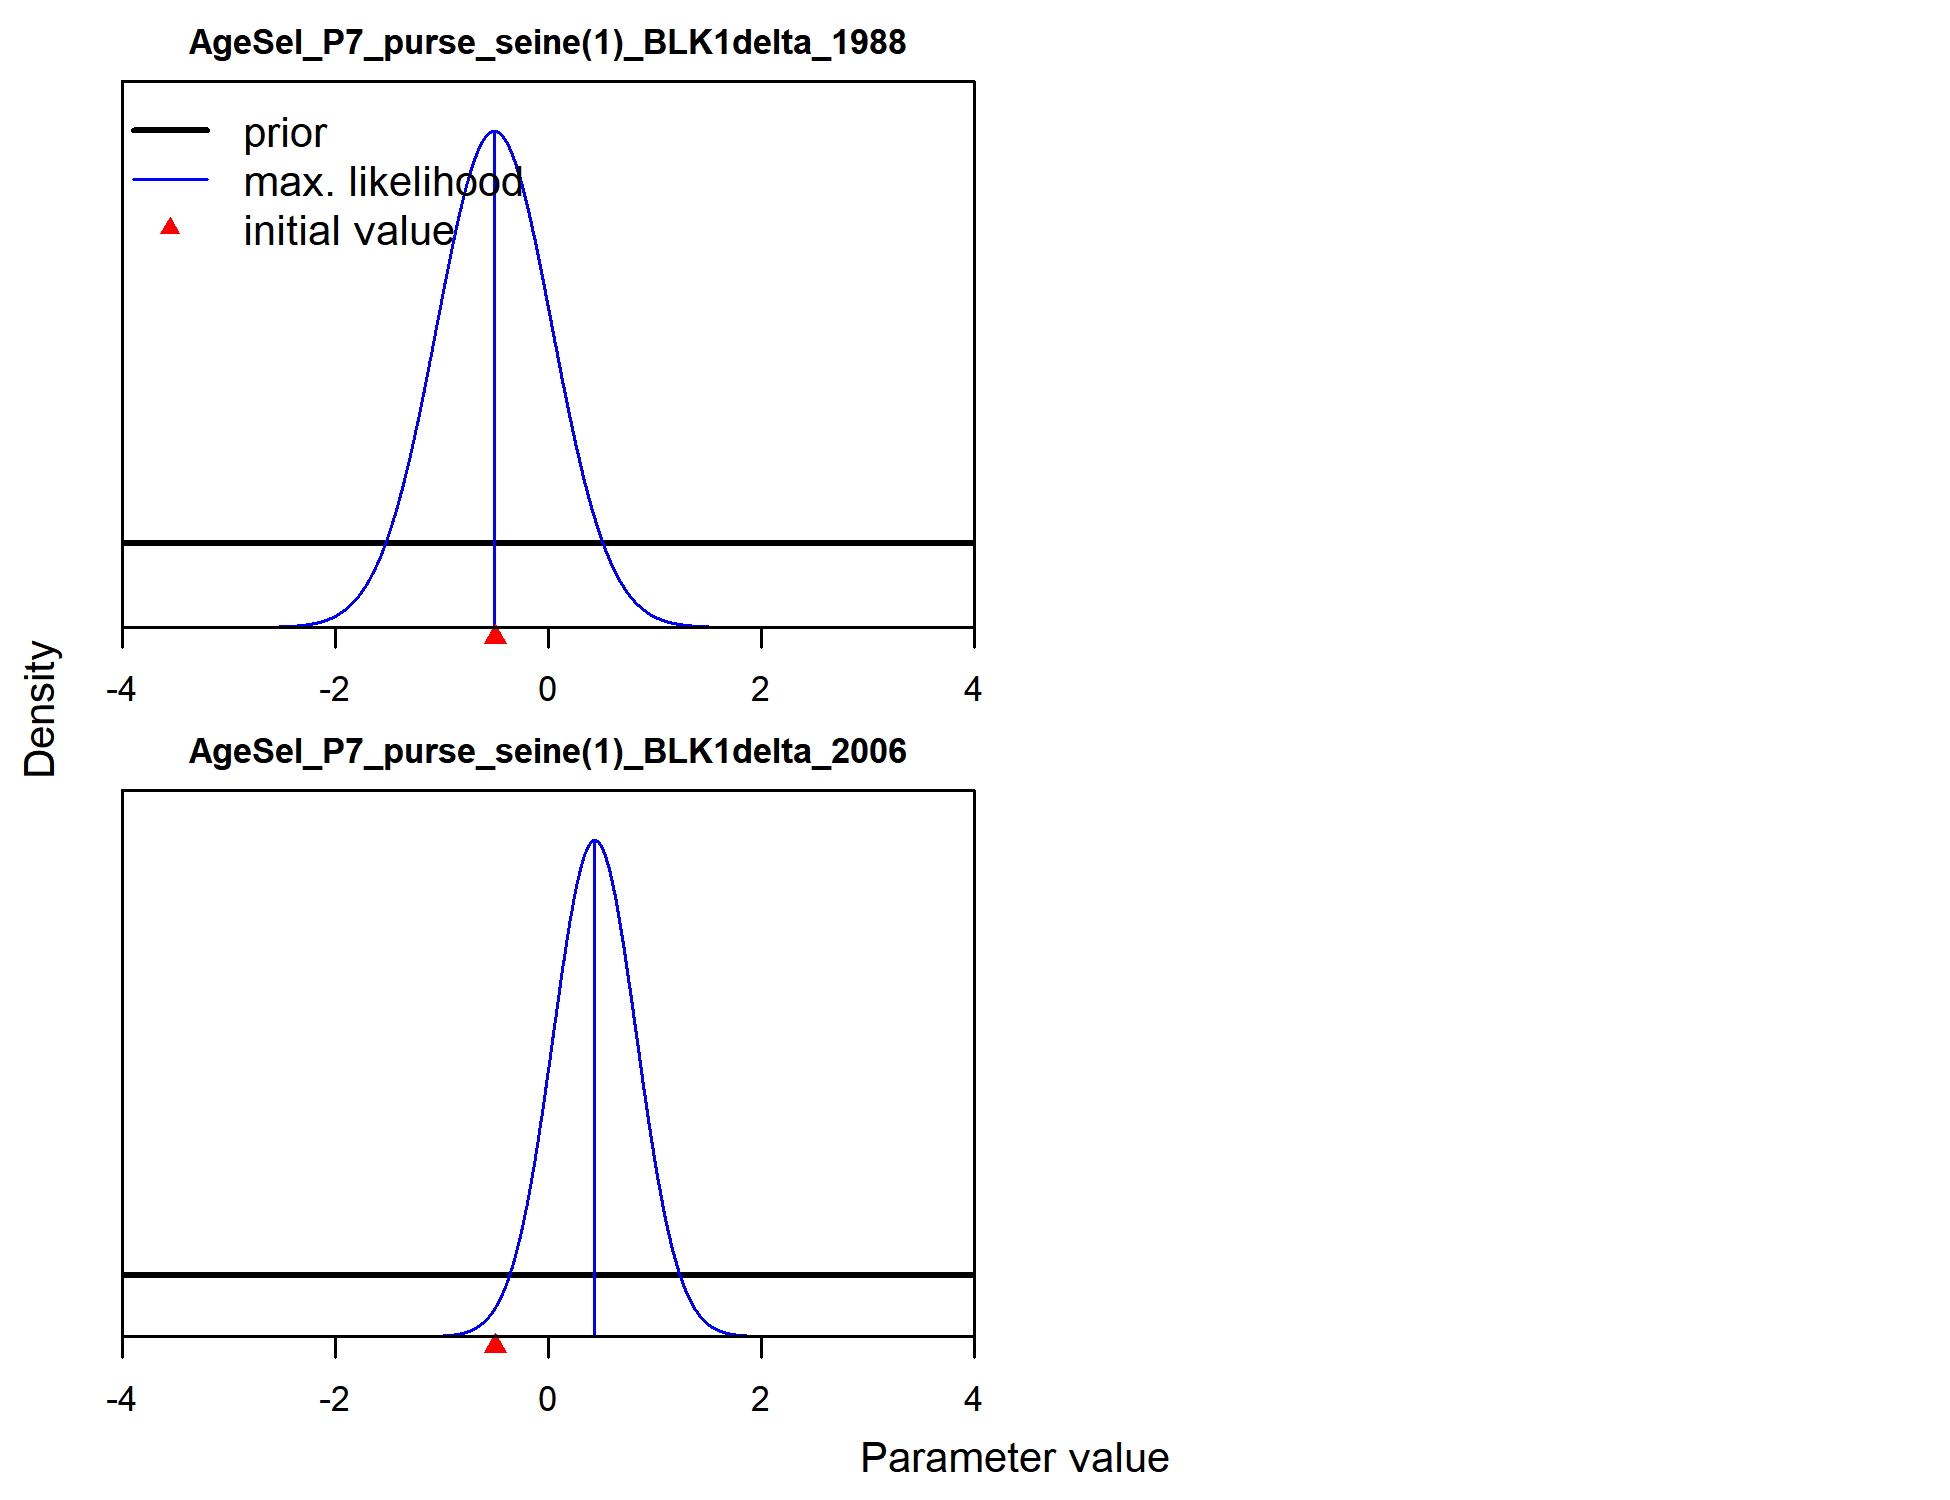 AgeSel_P7_purse_seine(1)_BLK1delta_1988
prior
max. likelihood
initial value
-4 -2 0 2 4
Density
AgeSel_P7_purse_seine(1)_BLK1delta_2006
-4 -2 0 2 4
Parameter value